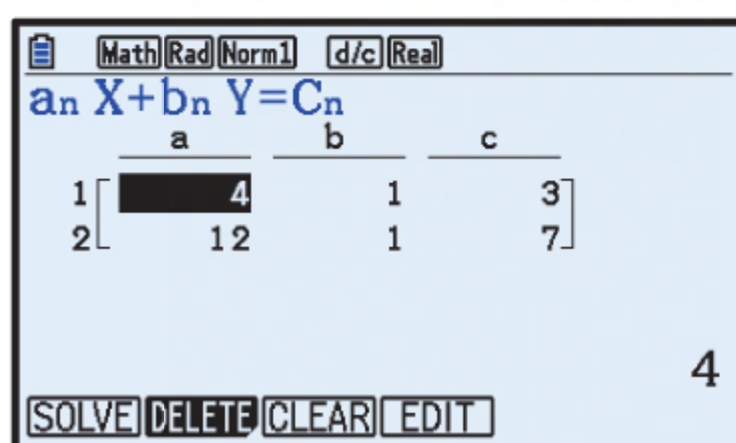 Math Rad Norm1 d/c Real
an X+bn Y=Cn
a b c
1 4 1 3
2 12 1 7
4
SOLVE DELETE CLEAR EDIT